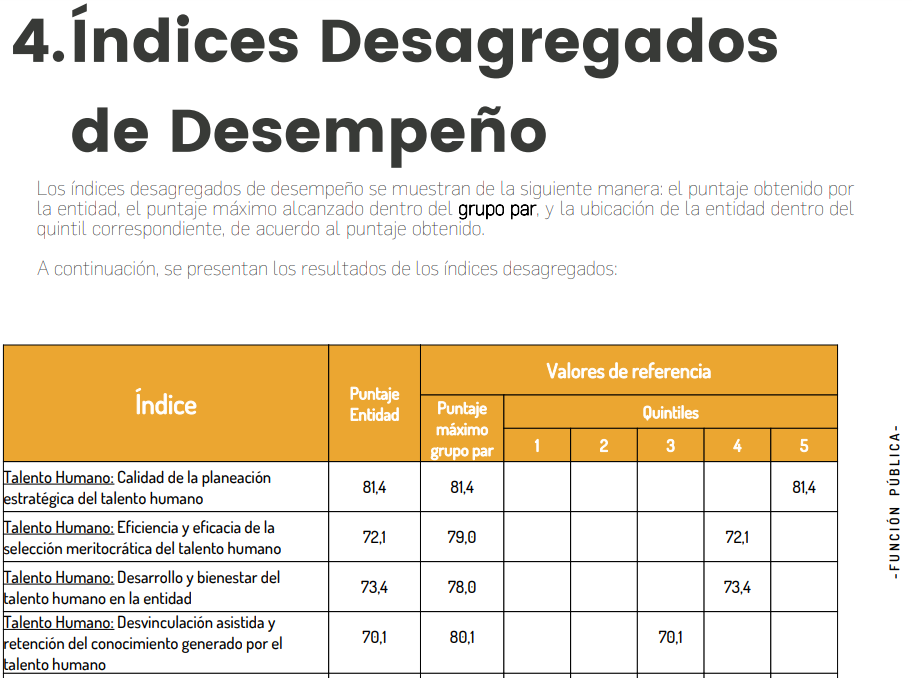 4. Índices Desagregados
de Desempeño
Los índices desagregados de desempeño se muestran de la siguiente manera: el puntaje obtenido por
la entidad, el puntaje máximo alcanzado dentro del grupo par, y la ubicación de la entidad dentro del
quintil correspondiente, de acuerdo al puntaje obtenido.
A continuación, se presentan los resultados de los índices desagregados:
Índice
Puntaje
Entidad
Valores de referencia
Puntaje
máximo
grupo par
Quintiles
1 2 3 4 5
Talento Humano: Calidad de la planeación
estratégica del talento humano
81,4 81,4 81,4
Talento Humano: Eficiencia y eficacia de la
selección meritocrática del talento humano
72,1 79,0 72,1
Talento Humano: Desarrollo y bienestar del
talento humano en la entidad
73,4 78,0 73,4
Talento Humano: Desvinculación asistida y
retención del conocimiento generado por el
talento humano
70,1 80,1 70,1
-FUNCIÓN PÚBLICA-